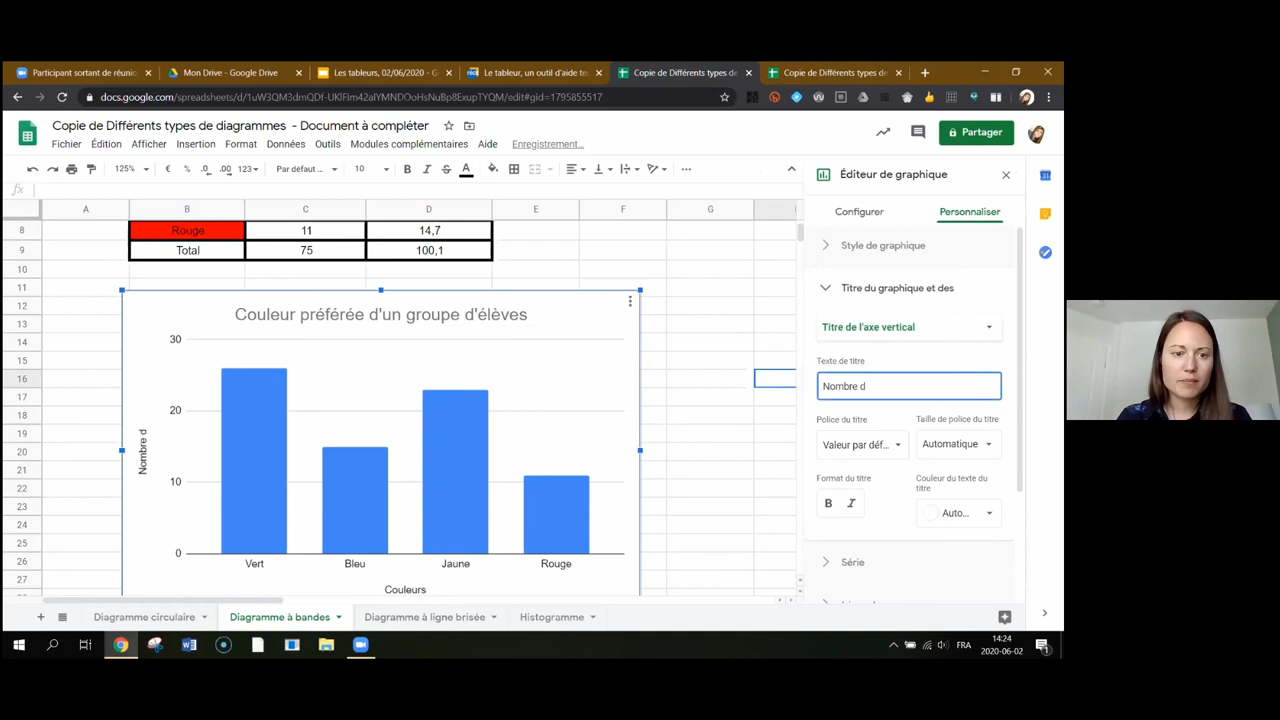 Participant sortant de réunio
Mon Drive - Google Drive
Les tableurs, 02/06/2020 - G
Le tableur, un outil d'aide te
Copie de Différents types de
Copie de Différents types de
docs.google.com/spreadsheets/d/1uW3QM3dmQDf-UKlFIm42aIYMNDOoHsNuBp8ExupTYQM/edit#gid=1795855517
Copie de Différents types de diagrammes - Document à compléter
Partager
Fichier Édition Afficher Insertion Format Données Outils Modules complémentaires Aide Enregistrement...
125% € % .0 .00 123 Par défaut ... 10 B I S A
fx
A B C D E F G
8 Rouge 11 14,7
9 Total 75 100,1
10
11
12
13
14
15
16
17
18
19
20
21
22
23
24
25
26
27
Couleur préférée d'un groupe d'élèves
30
20
10
0
Nombre d
Vert Bleu Jaune Rouge
Couleurs
Éditeur de graphique
Configurer Personnaliser
Style de graphique
Titre du graphique et des
Titre de l'axe vertical
Texte de titre
Nombre d
Police du titre
Taille de police du titre
Valeur par déf...
Automatique
Format du titre
Couleur du texte du
titre
B I
Auto...
Série
Diagramme circulaire Diagramme à bandes Diagramme à ligne brisée Histogramme
FRA
14:24
2020-06-02